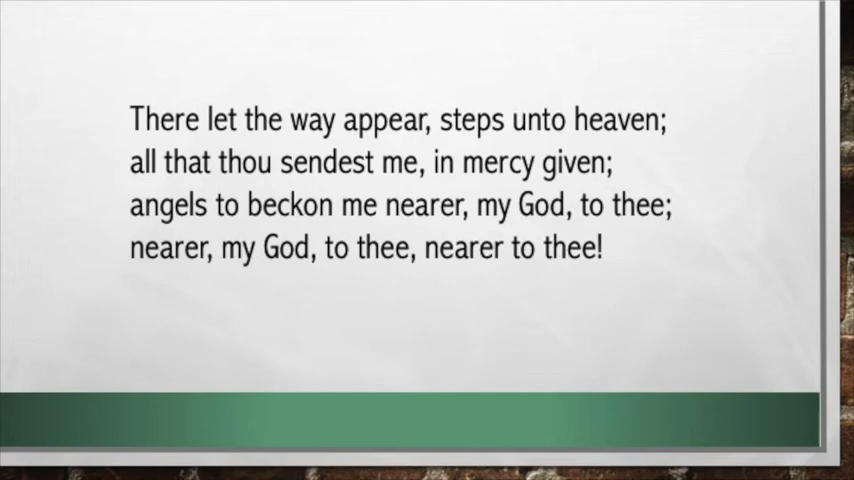 There let the way appear, steps unto heaven;
all that thou sendest me, in mercy given;
angels to beckon me nearer, my God, to thee;
nearer, my God, to thee, nearer to thee!